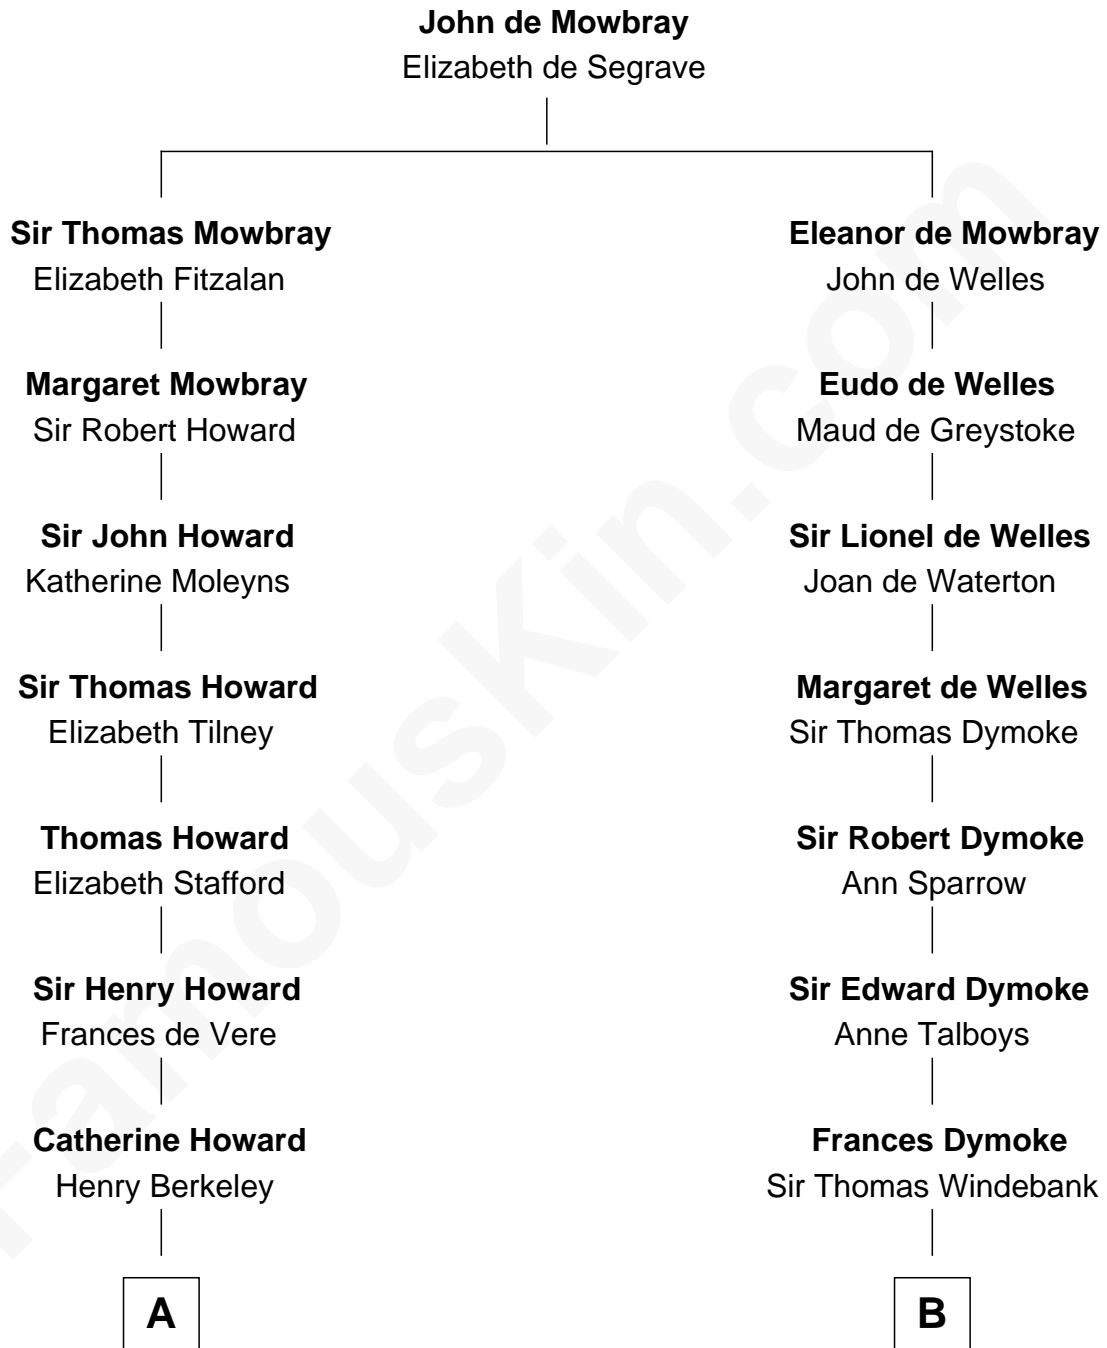 John de Mowbray
Elizabeth de Segrave
Sir Thomas Mowbray
Elizabeth Fitzalan
Eleanor de Mowbray
John de Welles
Margaret Mowbray
Sir Robert Howard
Eudo de Welles
Maud de Greystoke
Sir John Howard
Katherine Moleyns
Sir Lionel de Welles
Joan de Waterton
Sir Thomas Howard
Elizabeth Tilney
Margaret de Welles
Sir Thomas Dymoke
Thomas Howard
Elizabeth Stafford
Sir Robert Dymoke
Ann Sparrow
Sir Henry Howard
Frances de Vere
Sir Edward Dymoke
Anne Talboys
Catherine Howard
Henry Berkeley
Frances Dymoke
Sir Thomas Windebank
A
B
FamousKin.com